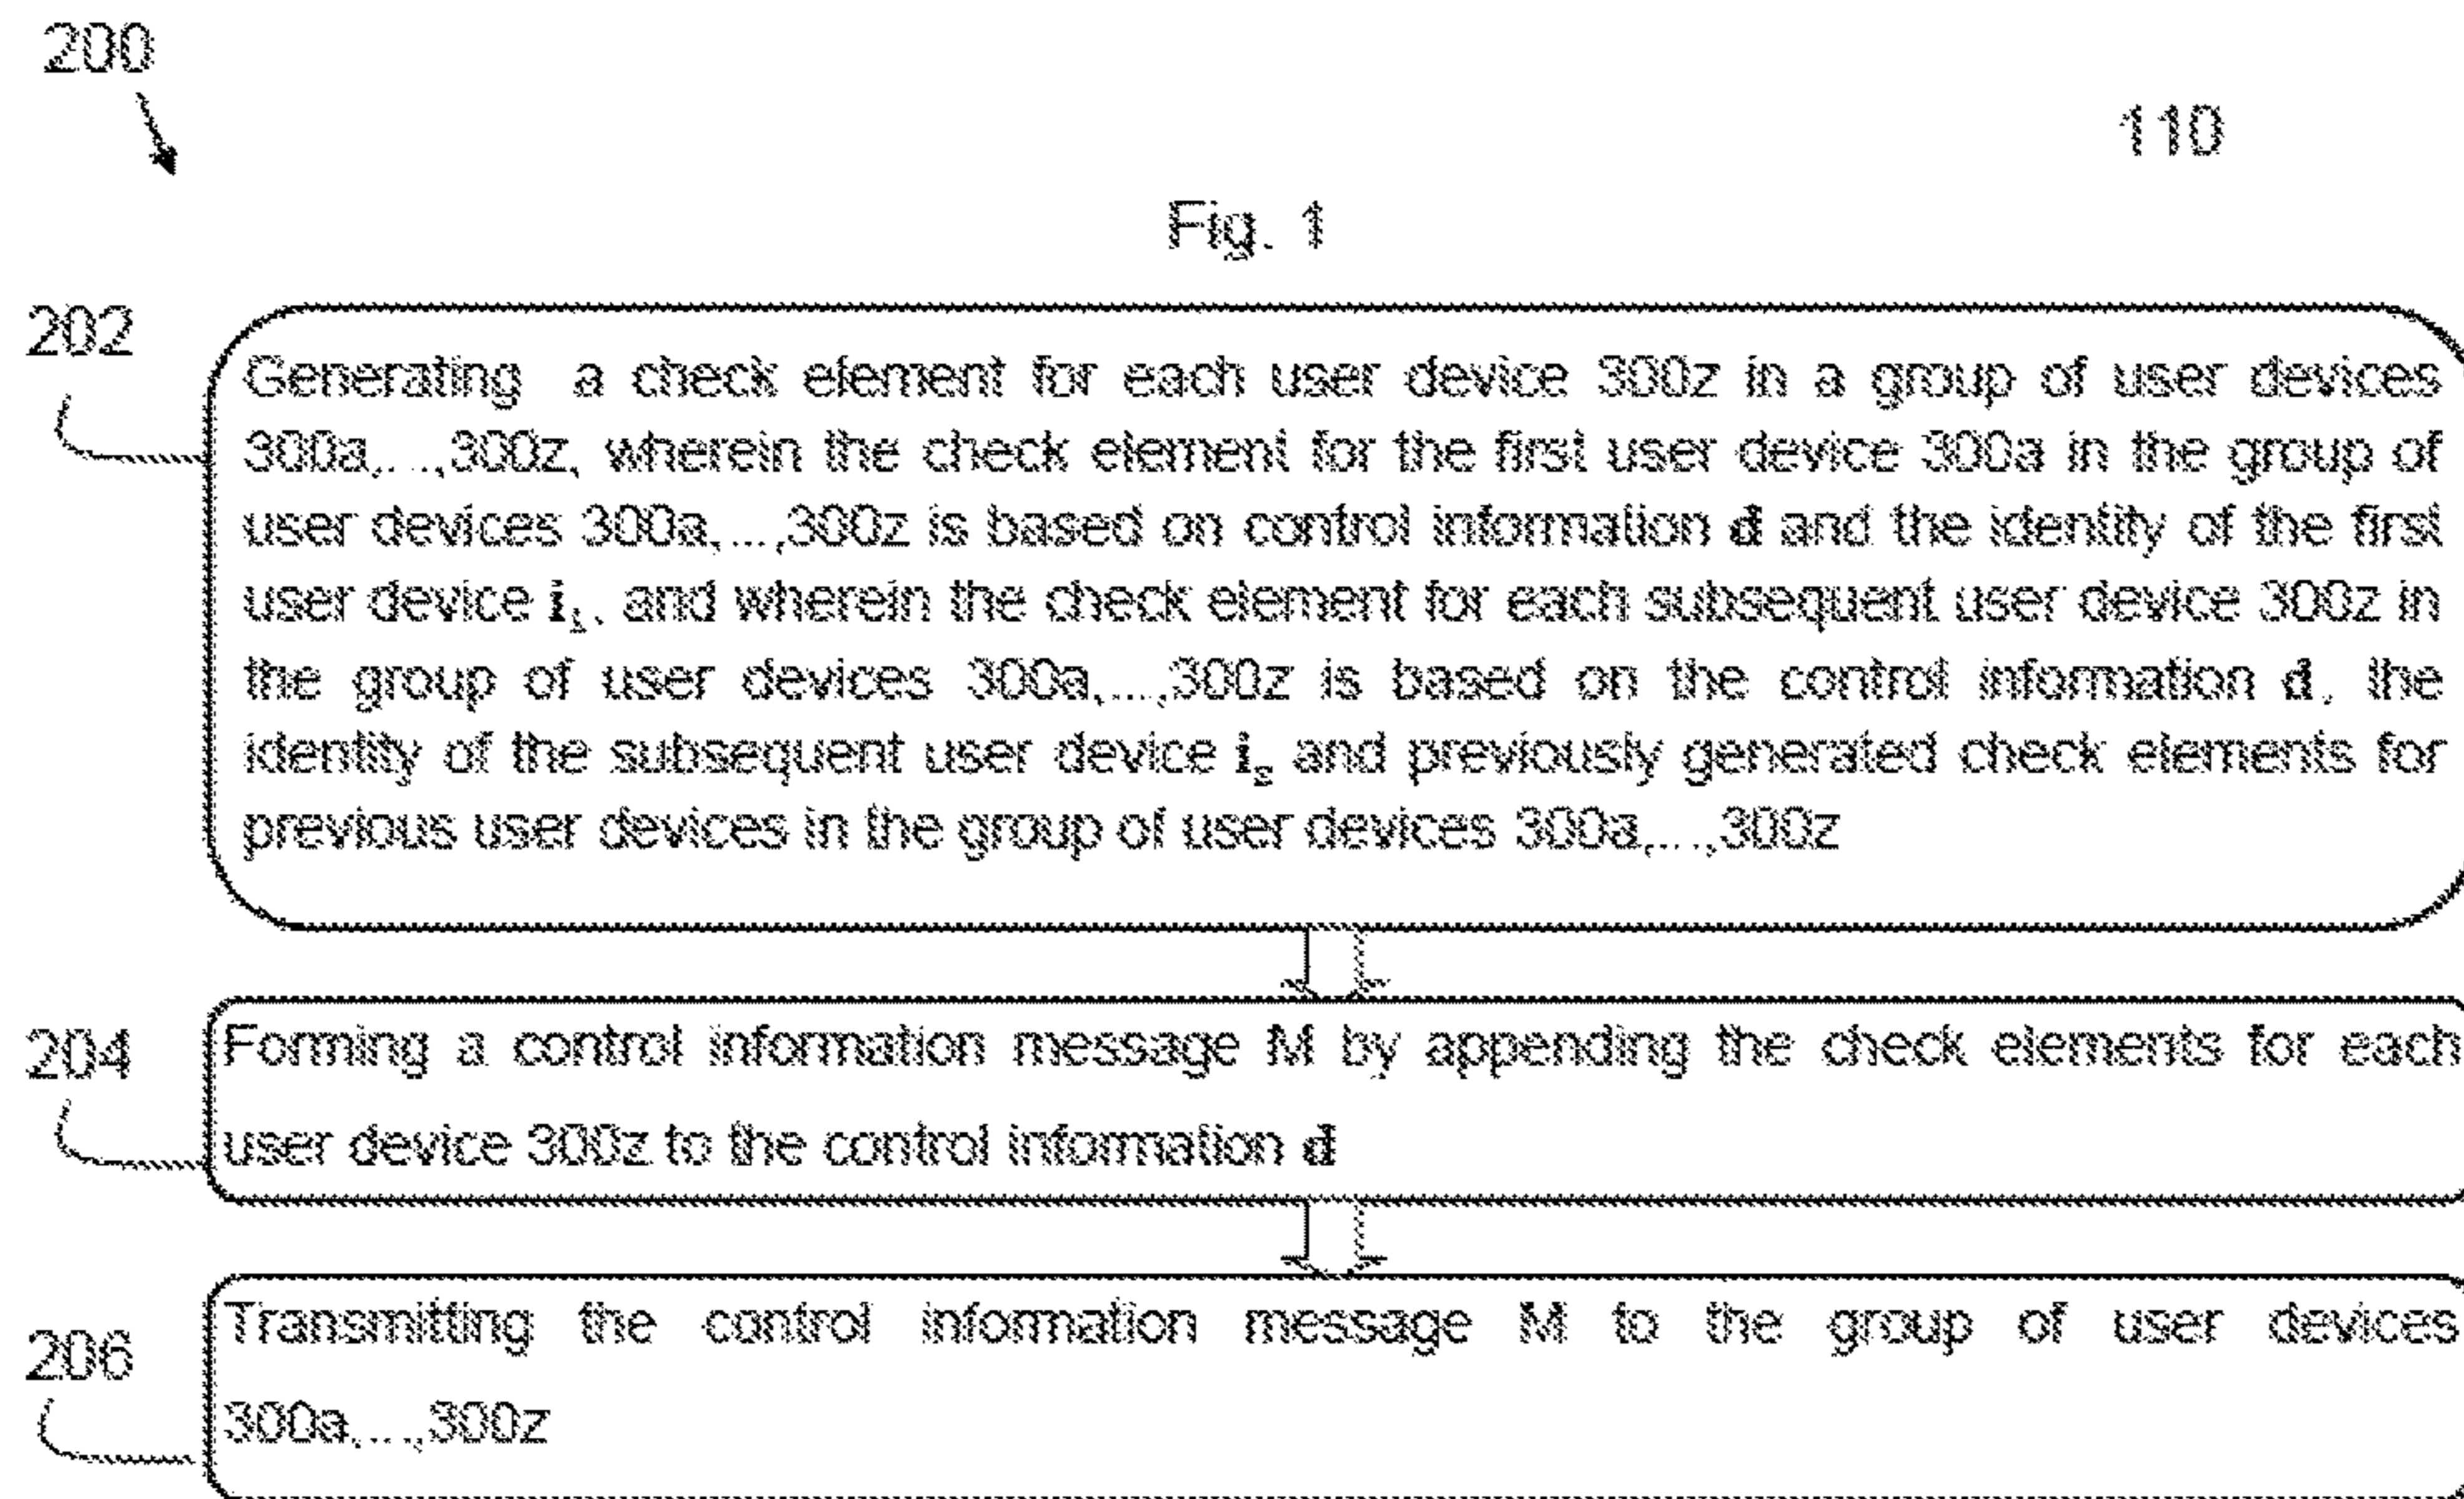 200
110
Fig. 1
202
Generating a check element for each user device 300z in a group of user devices
300a,...,300z, wherein the check element for the first user device 300a in the group of
user devices 300a,...,300z is based on control information d and the identity of the first
user device i₁, and wherein the check element for each subsequent user device 300z in
the group of user devices 300a,...,300z is based on the control information d, the
identity of the subsequent user device iₛ and previously generated check elements for
previous user devices in the group of user devices 300a,...,300z
204
Forming a control information message M by appending the check elements for each
user device 300z to the control information d
206
Transmitting the control information message M to the group of user devices
300a,...,300z